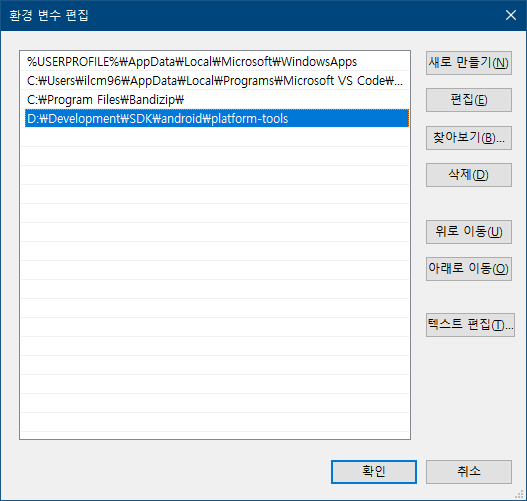 환경 변수 편집
%USERPROFILE%₩AppData₩Local₩Microsoft₩WindowsApps
C:₩Users₩ilcm96₩AppData₩Local₩Programs₩Microsoft VS Code₩...
C:₩Program Files₩Bandizip₩
D:₩Development₩SDK₩android₩platform-tools
새로 만들기(N)
편집(E)
찾아보기(B)...
삭제(D)
위로 이동(U)
아래로 이동(O)
텍스트 편집(T)...
확인
취소